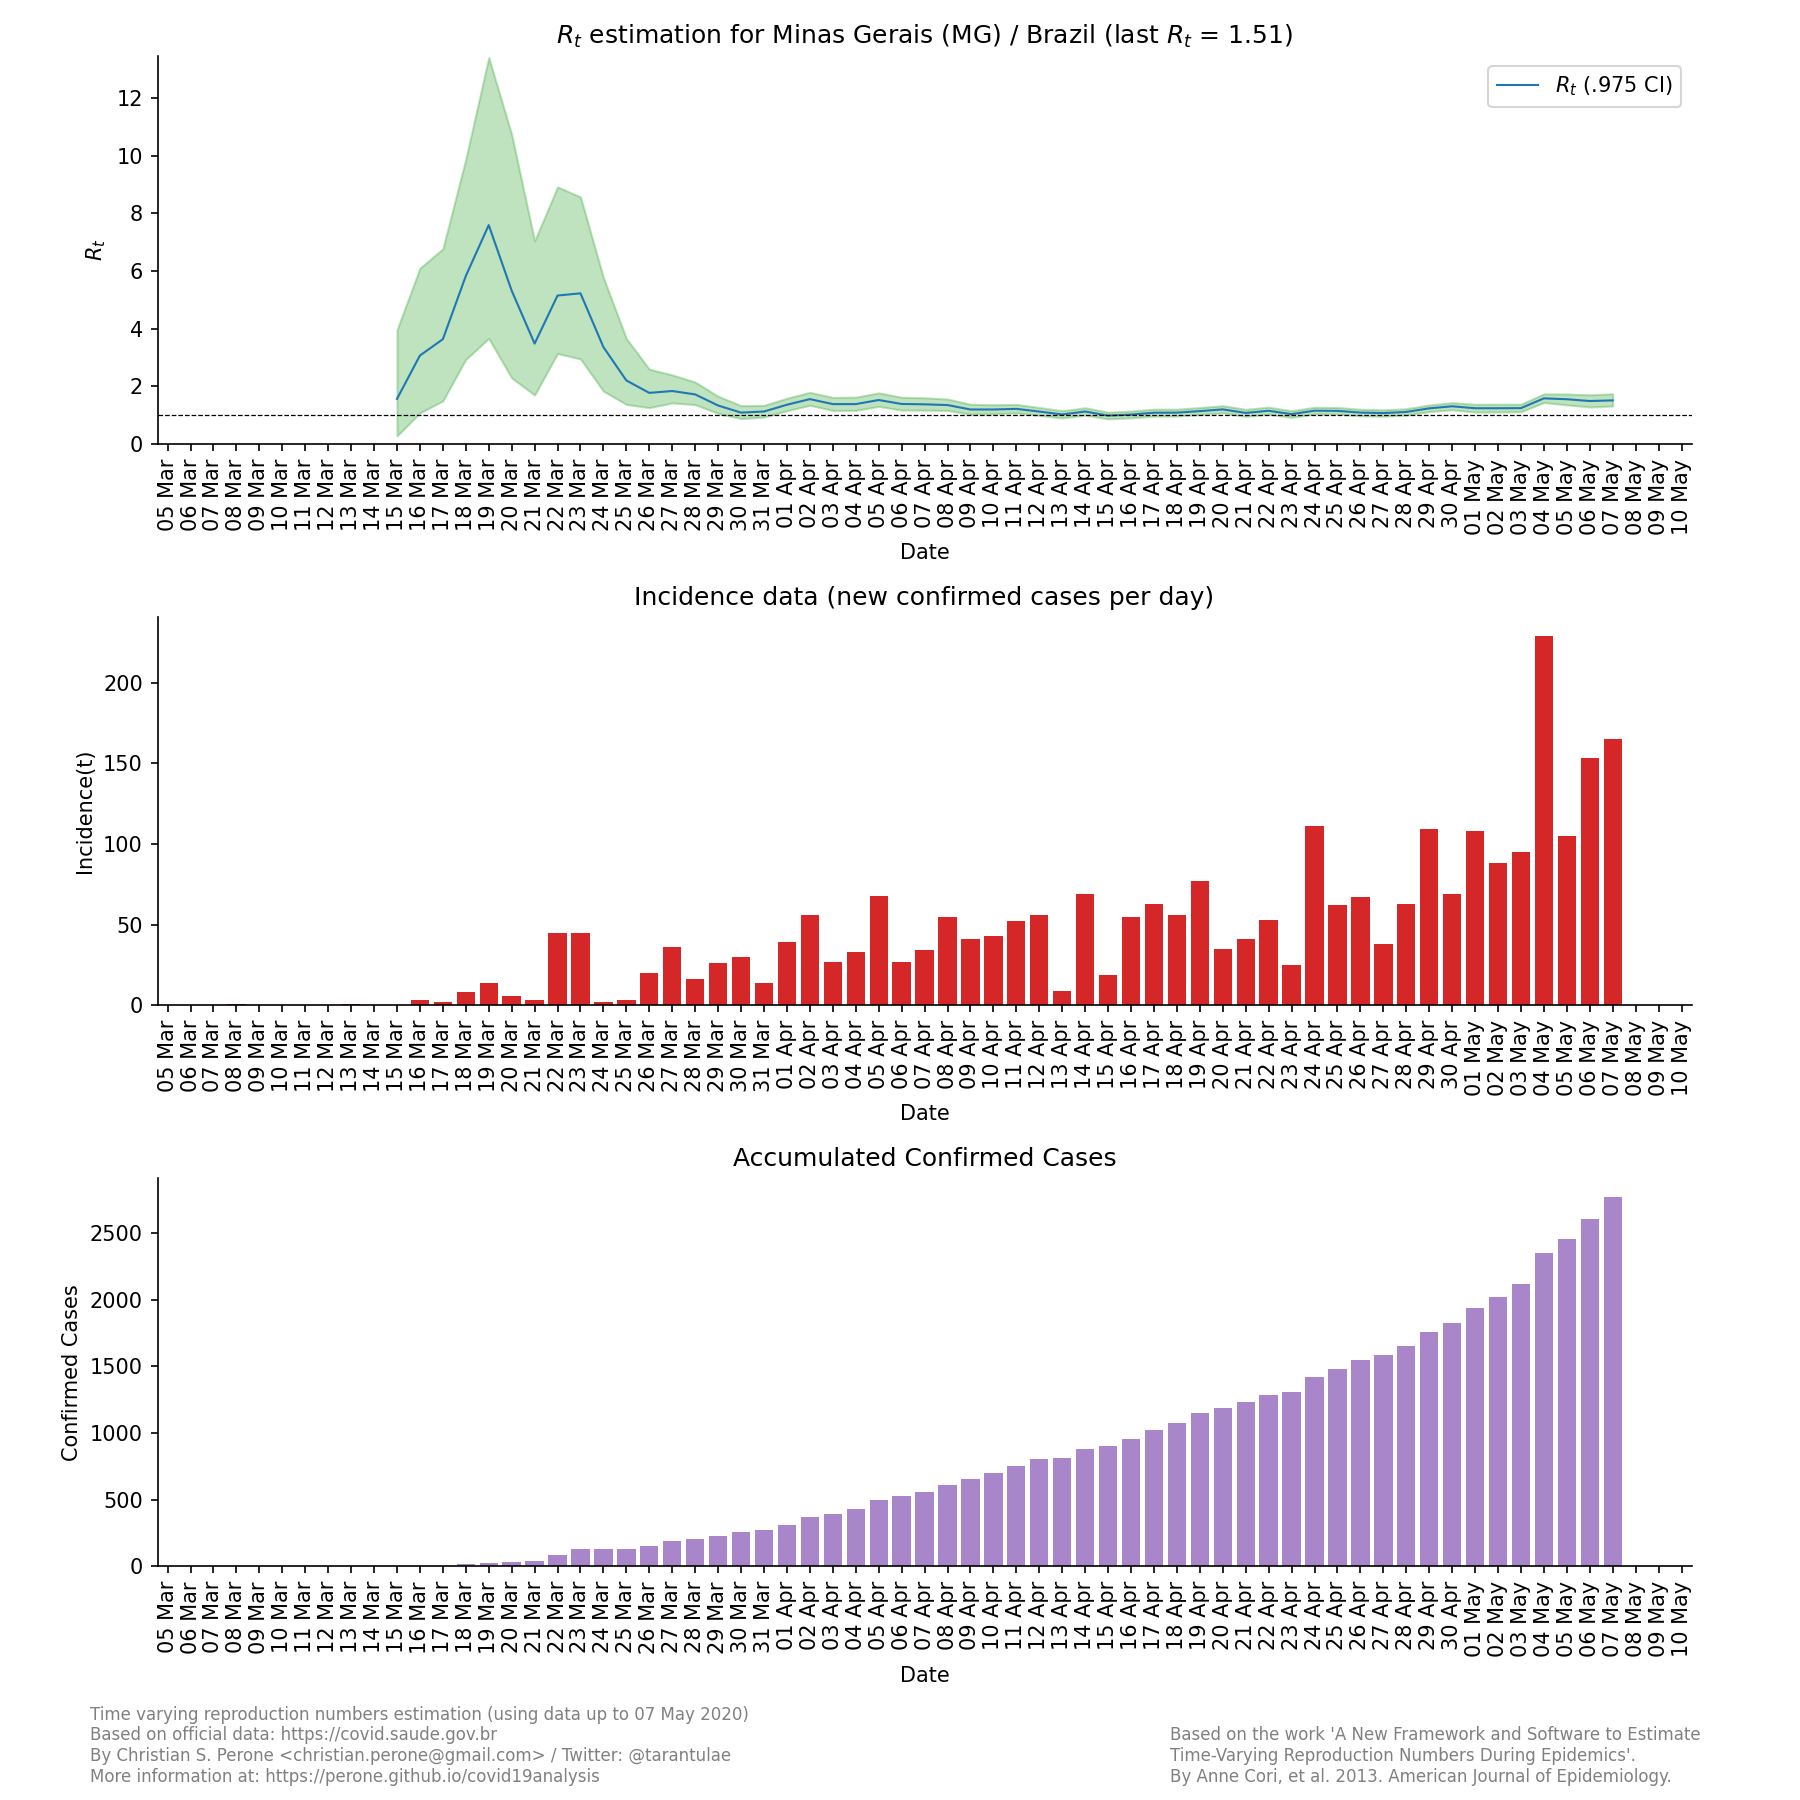 Rt estimation for Minas Gerais (MG) / Brazil (last Rt = 1.51)
Rt (.975 CI)
Rt
12
10
8
6
4
2
0
05 Mar 06 Mar 07 Mar 08 Mar 09 Mar 10 Mar 11 Mar 12 Mar 13 Mar 14 Mar 15 Mar 16 Mar 17 Mar 18 Mar 19 Mar 20 Mar 21 Mar 22 Mar 23 Mar 24 Mar 25 Mar 26 Mar 27 Mar 28 Mar 29 Mar 30 Mar 31 Mar 01 Apr 02 Apr 03 Apr 04 Apr 05 Apr 06 Apr 07 Apr 08 Apr 09 Apr 10 Apr 11 Apr 12 Apr 13 Apr 14 Apr 15 Apr 16 Apr 17 Apr 18 Apr 19 Apr 20 Apr 21 Apr 22 Apr 23 Apr 24 Apr 25 Apr 26 Apr 27 Apr 28 Apr 29 Apr 30 Apr 01 May 02 May 03 May 04 May 05 May 06 May 07 May 08 May 09 May 10 May
Date
Incidence data (new confirmed cases per day)
Incidence(t)
200
150
100
50
0
05 Mar 06 Mar 07 Mar 08 Mar 09 Mar 10 Mar 11 Mar 12 Mar 13 Mar 14 Mar 15 Mar 16 Mar 17 Mar 18 Mar 19 Mar 20 Mar 21 Mar 22 Mar 23 Mar 24 Mar 25 Mar 26 Mar 27 Mar 28 Mar 29 Mar 30 Mar 31 Mar 01 Apr 02 Apr 03 Apr 04 Apr 05 Apr 06 Apr 07 Apr 08 Apr 09 Apr 10 Apr 11 Apr 12 Apr 13 Apr 14 Apr 15 Apr 16 Apr 17 Apr 18 Apr 19 Apr 20 Apr 21 Apr 22 Apr 23 Apr 24 Apr 25 Apr 26 Apr 27 Apr 28 Apr 29 Apr 30 Apr 01 May 02 May 03 May 04 May 05 May 06 May 07 May 08 May 09 May 10 May
Date
Accumulated Confirmed Cases
Confirmed Cases
2500
2000
1500
1000
500
0
05 Mar 06 Mar 07 Mar 08 Mar 09 Mar 10 Mar 11 Mar 12 Mar 13 Mar 14 Mar 15 Mar 16 Mar 17 Mar 18 Mar 19 Mar 20 Mar 21 Mar 22 Mar 23 Mar 24 Mar 25 Mar 26 Mar 27 Mar 28 Mar 29 Mar 30 Mar 31 Mar 01 Apr 02 Apr 03 Apr 04 Apr 05 Apr 06 Apr 07 Apr 08 Apr 09 Apr 10 Apr 11 Apr 12 Apr 13 Apr 14 Apr 15 Apr 16 Apr 17 Apr 18 Apr 19 Apr 20 Apr 21 Apr 22 Apr 23 Apr 24 Apr 25 Apr 26 Apr 27 Apr 28 Apr 29 Apr 30 Apr 01 May 02 May 03 May 04 May 05 May 06 May 07 May 08 May 09 May 10 May
Date
Time varying reproduction numbers estimation (using data up to 07 May 2020)
Based on official data: https://covid.saude.gov.br
By Christian S. Perone <christian.perone@gmail.com> / Twitter: @tarantulae
More information at: https://perone.github.io/covid19analysis
Based on the work 'A New Framework and Software to Estimate
Time-Varying Reproduction Numbers During Epidemics'.
By Anne Cori, et al. 2013. American Journal of Epidemiology.